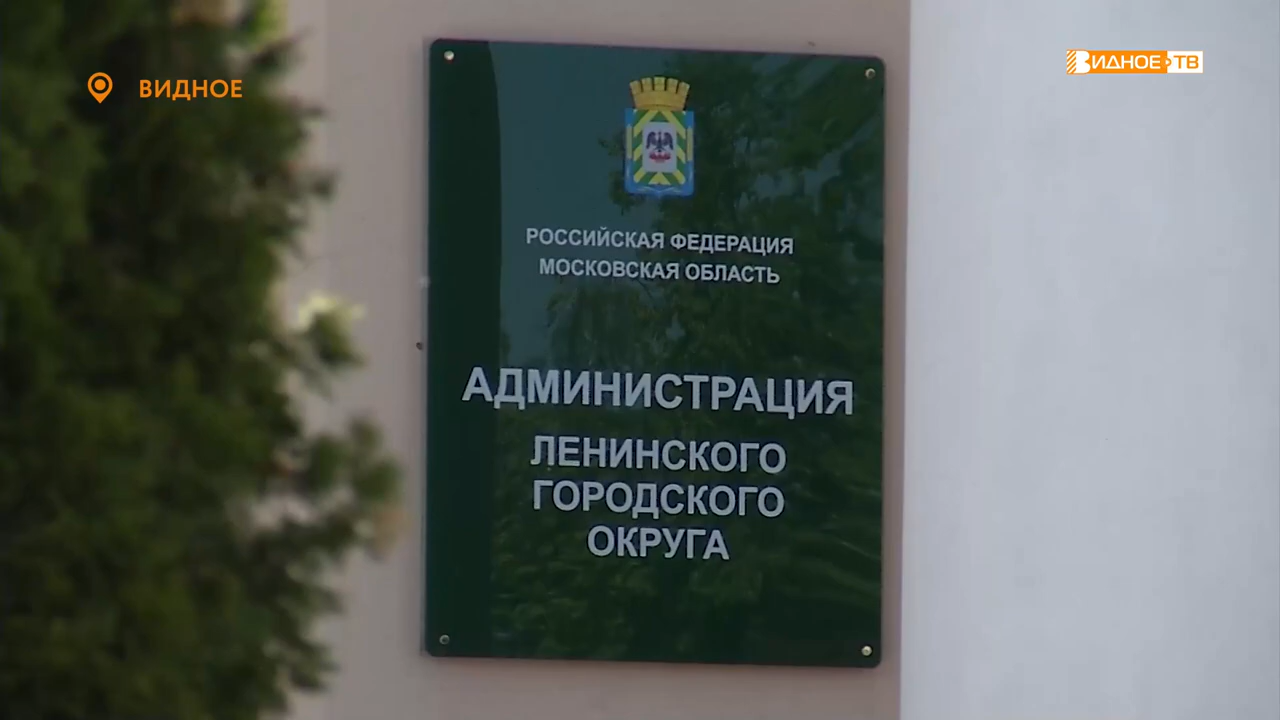 ВИДНОЕ
ВИДНОЕ ТВ
РОССИЙСКАЯ ФЕДЕРАЦИЯ
МОСКОВСКАЯ ОБЛАСТЬ
АДМИНИСТРАЦИЯ
ЛЕНИНСКОГО
ГОРОДСКОГО
ОКРУГА